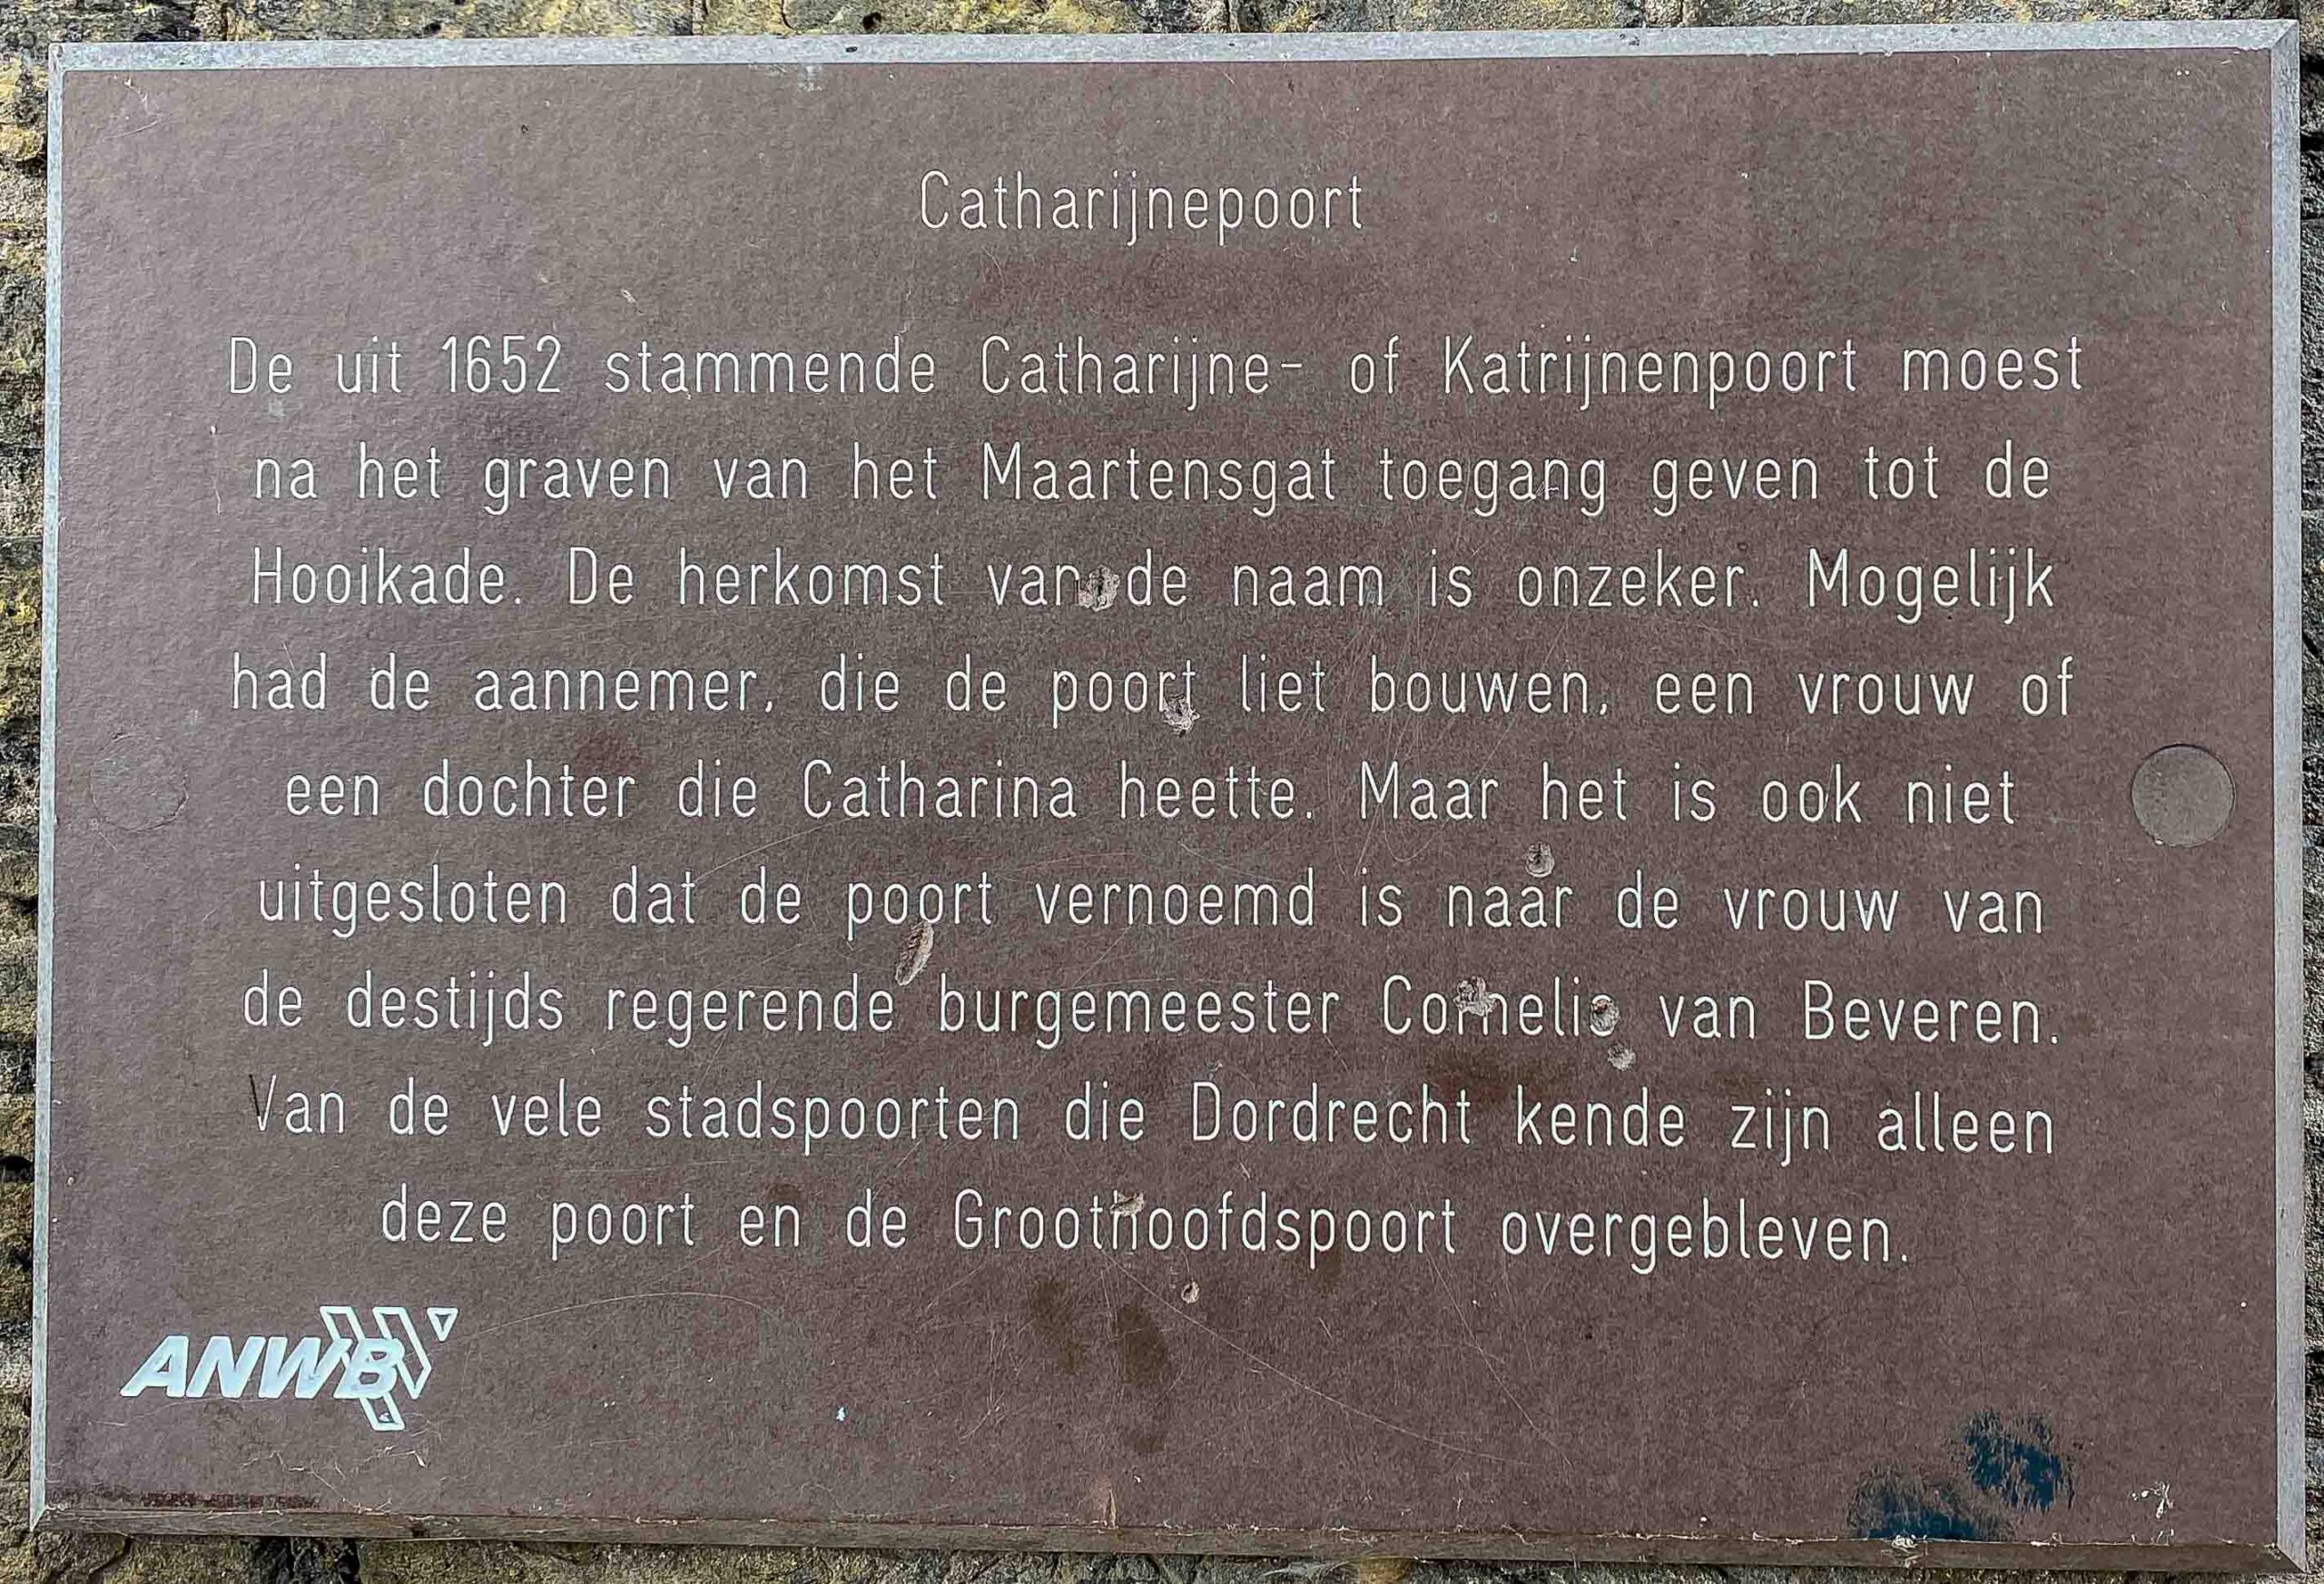 Catharijnepoort
De uit 1652 stammende Catharijne- of Katrijnenpoort moest
na het graven van het Maartensgat toegang geven tot de
Hooikade. De herkomst van de naam is onzeker. Mogelijk
had de aannemer, die de poort liet bouwen, een vrouw of
een dochter die Catharina heette. Maar het is ook niet
uitgesloten dat de poort vernoemd is naar de vrouw van
de destijds regerende burgemeester Cornelis van Beveren.
Van de vele stadspoorten die Dordrecht kende zijn alleen
deze poort en de Groothoofdspoort overgebleven.
ANWB